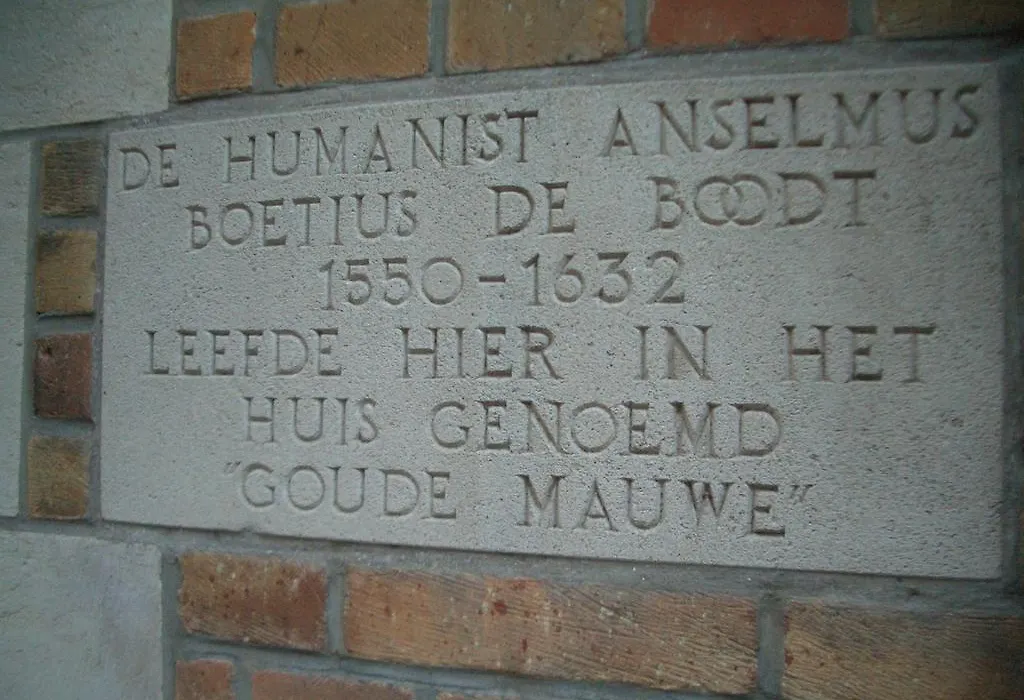 DE HUMANIST ANSELMUS
BOETIUS DE BOODT
1550-1632
LEEFDE HIER IN HET
HUIS GENOEMD
"GOUDE MAUWE"